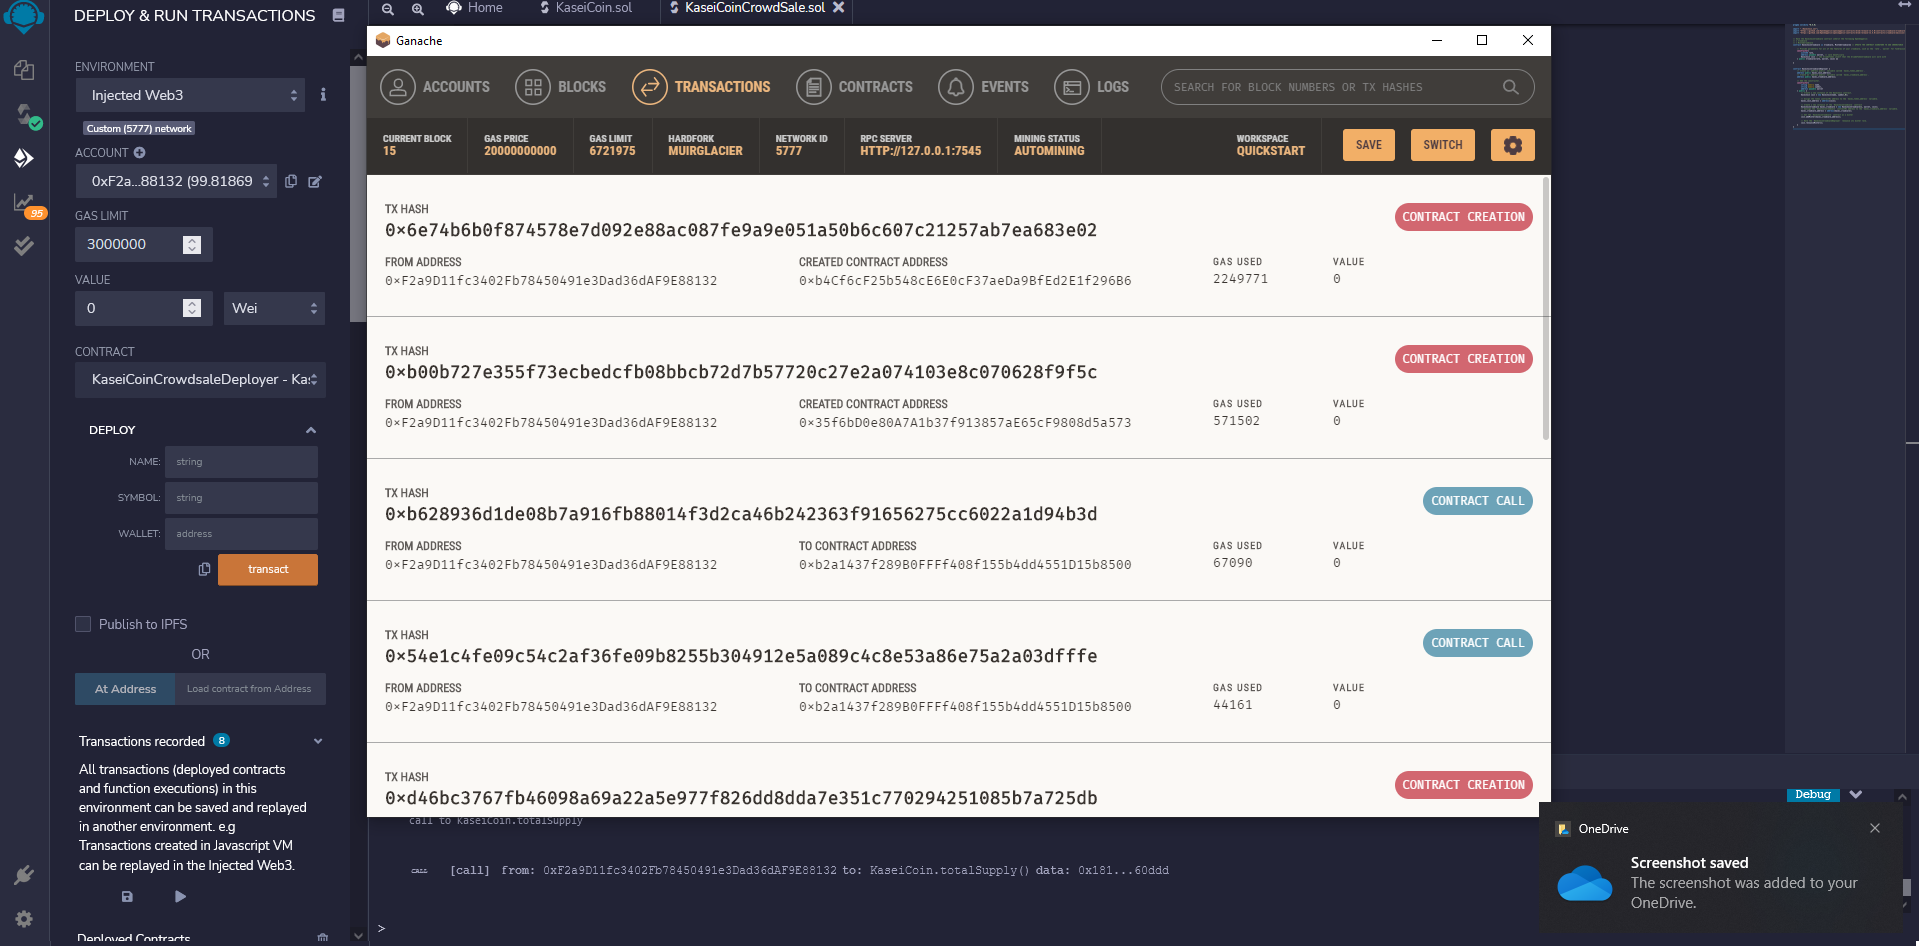 DEPLOY & RUN TRANSACTIONS
Home
KaseiCoin.sol
KaseiCoinCrowdSale.sol
ENVIRONMENT
Injected Web3
Custom (5777) network
ACCOUNT
0xF2a...88132 (99.81869
GAS LIMIT
3000000
VALUE
0
Wei
CONTRACT
KaseiCoinCrowdsaleDeployer - Kas
DEPLOY
NAME: string
SYMBOL: string
WALLET: address
transact
Publish to IPFS
OR
At Address
Load contract from Address
Transactions recorded 8
All transactions (deployed contracts
and function executions) in this
environment can be saved and replayed
in another environment. e.g
Transactions created in Javascript VM
can be replayed in the Injected Web3.
Deployed Contracts
95
Ganache
ACCOUNTS
BLOCKS
TRANSACTIONS
CONTRACTS
EVENTS
LOGS
SEARCH FOR BLOCK NUMBERS OR TX HASHES
CURRENT BLOCK
15
GAS PRICE
20000000000
GAS LIMIT
6721975
HARDFORK
MUIRGLACIER
NETWORK ID
5777
RPC SERVER
HTTP://127.0.0.1:7545
MINING STATUS
AUTOMINING
WORKSPACE
QUICKSTART
SAVE
SWITCH
TX HASH
0×6e74b6b0f874578e7d092e88ac087fe9a9e051a50b6c607c21257ab7ea683e02
CONTRACT CREATION
FROM ADDRESS
0×F2a9D11fc3402Fb78450491e3Dad36dAF9E88132
CREATED CONTRACT ADDRESS
0×b4Cf6cF25b548cE6E0cF37aeDa9BfEd2E1f296B6
GAS USED
2249771
VALUE
0
TX HASH
0×b00b727e355f73ecbedcfb08bbcb72d7b57720c27e2a074103e8c070628f9f5c
CONTRACT CREATION
FROM ADDRESS
0×F2a9D11fc3402Fb78450491e3Dad36dAF9E88132
CREATED CONTRACT ADDRESS
0×35f6bD0e80A7A1b37f913857aE65cF9808d5a573
GAS USED
571502
VALUE
0
TX HASH
0×b628936d1de08b7a916fb88014f3d2ca46b242363f91656275cc6022a1d94b3d
CONTRACT CALL
FROM ADDRESS
0×F2a9D11fc3402Fb78450491e3Dad36dAF9E88132
TO CONTRACT ADDRESS
0×b2a1437f289B0FFFf408f155b4dd4551D15b8500
GAS USED
67090
VALUE
0
TX HASH
0×54e1c4fe09c54c2af36fe09b8255b304912e5a089c4c8e53a86e75a2a03dfffe
CONTRACT CALL
FROM ADDRESS
0×F2a9D11fc3402Fb78450491e3Dad36dAF9E88132
TO CONTRACT ADDRESS
0×b2a1437f289B0FFFf408f155b4dd4551D15b8500
GAS USED
44161
VALUE
0
TX HASH
0×d46bc3767fb46098a69a22a5e977f826dd8dda7e351c770294251085b7a725db
CONTRACT CREATION
Debug
call to KaseiCoin.totalSupply
CALL [call] from: 0xF2a9D11fc3402Fb78450491e3Dad36dAF9E88132 to: KaseiCoin.totalSupply() data: 0x181...60ddd
>
OneDrive
Screenshot saved
The screenshot was added to your
OneDrive.